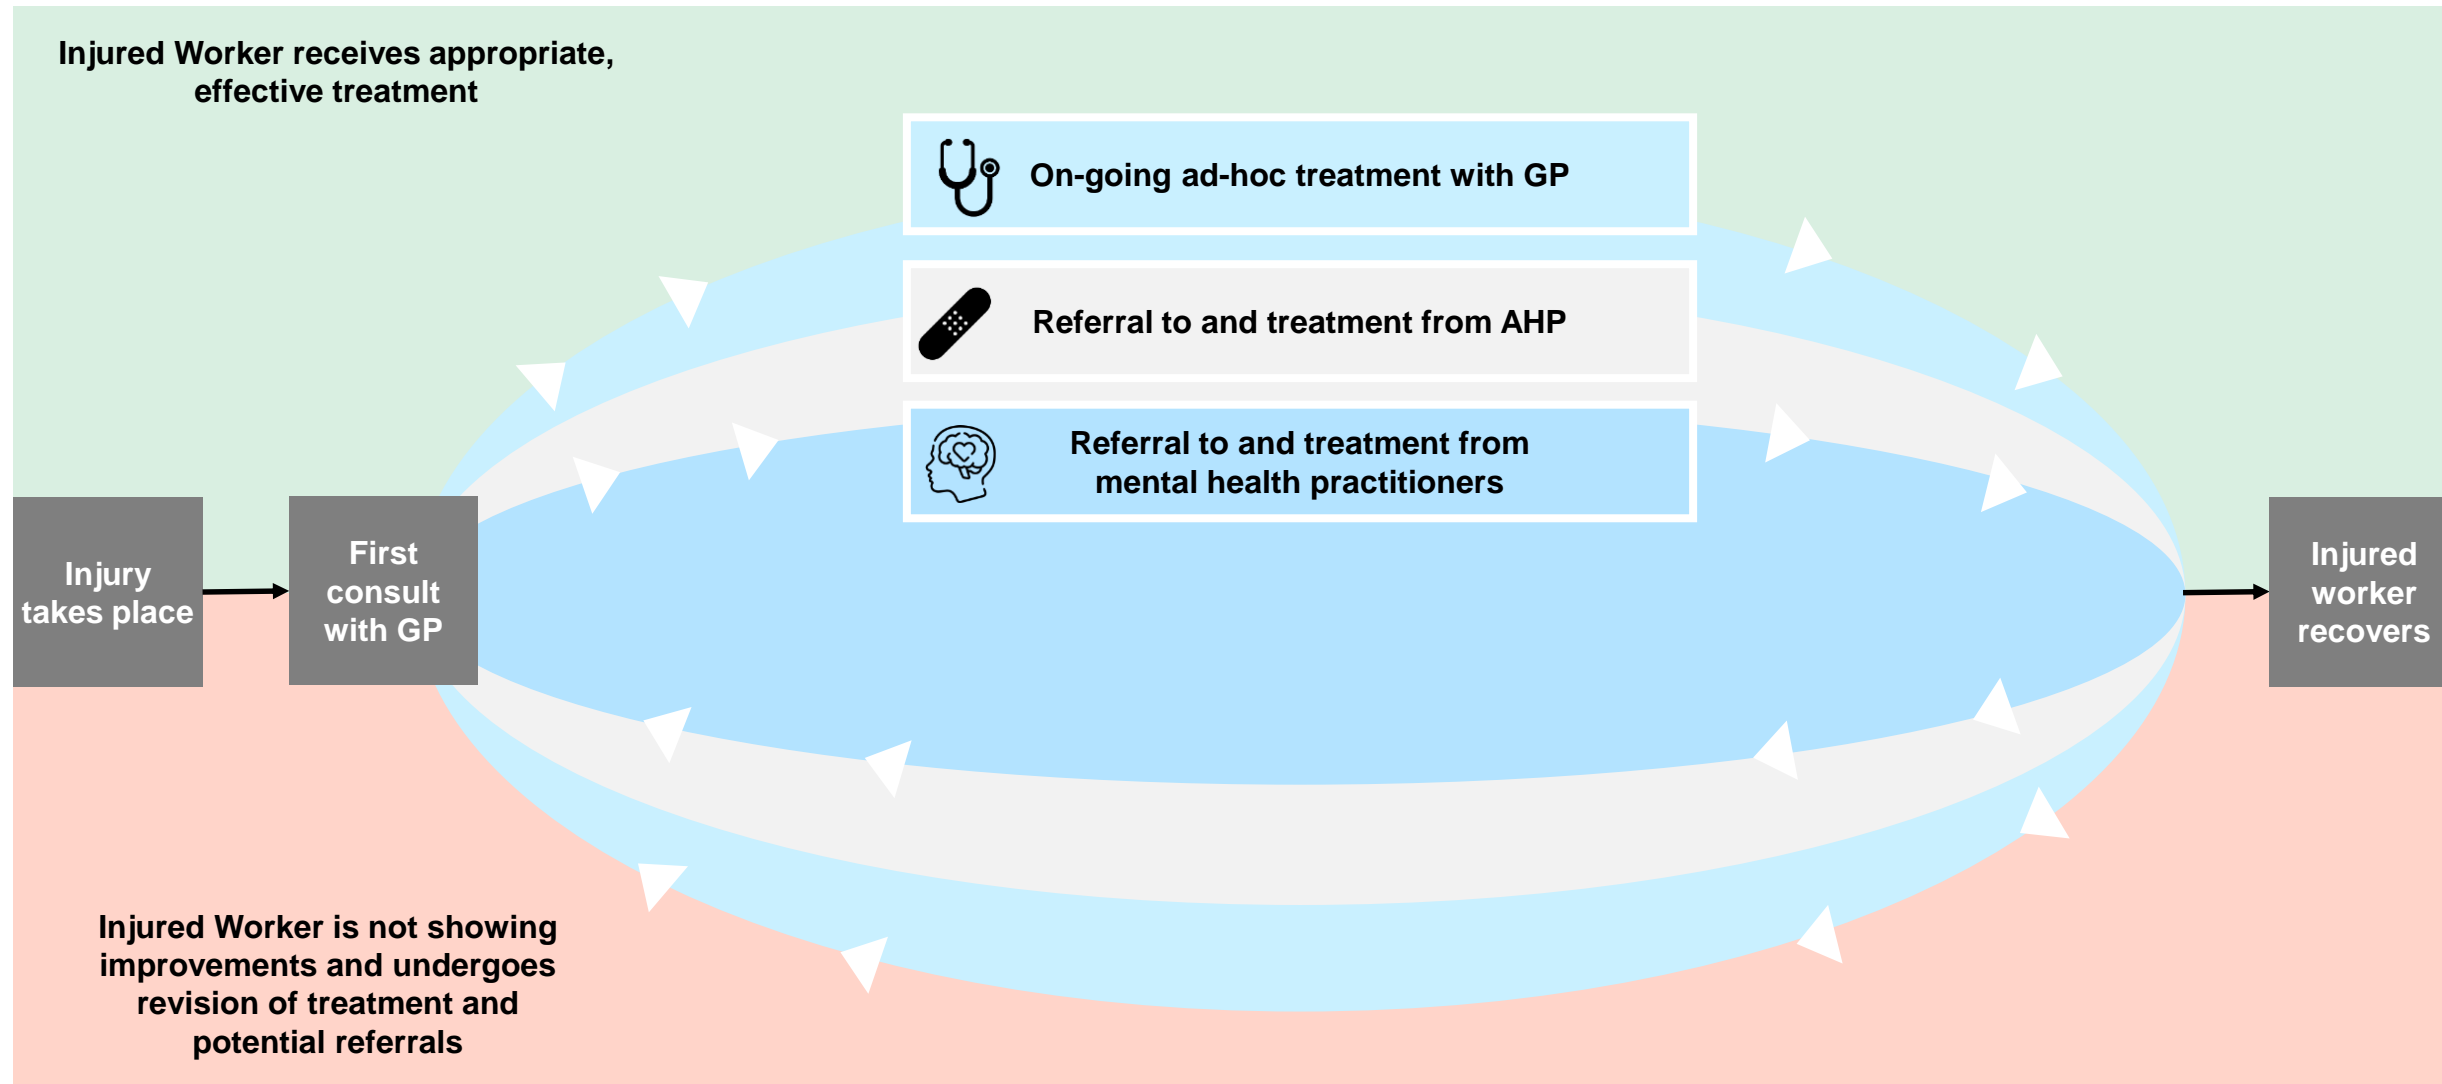 Injured Worker receives appropriate,
effective treatment
On-going ad-hoc treatment with GP
Referral to and treatment from AHP
Referral to and treatment from
mental health practitioners
Injury
takes place
First
consult
with GP
Injured
worker
recovers
Injured Worker is not showing
improvements and undergoes
revision of treatment and
potential referrals